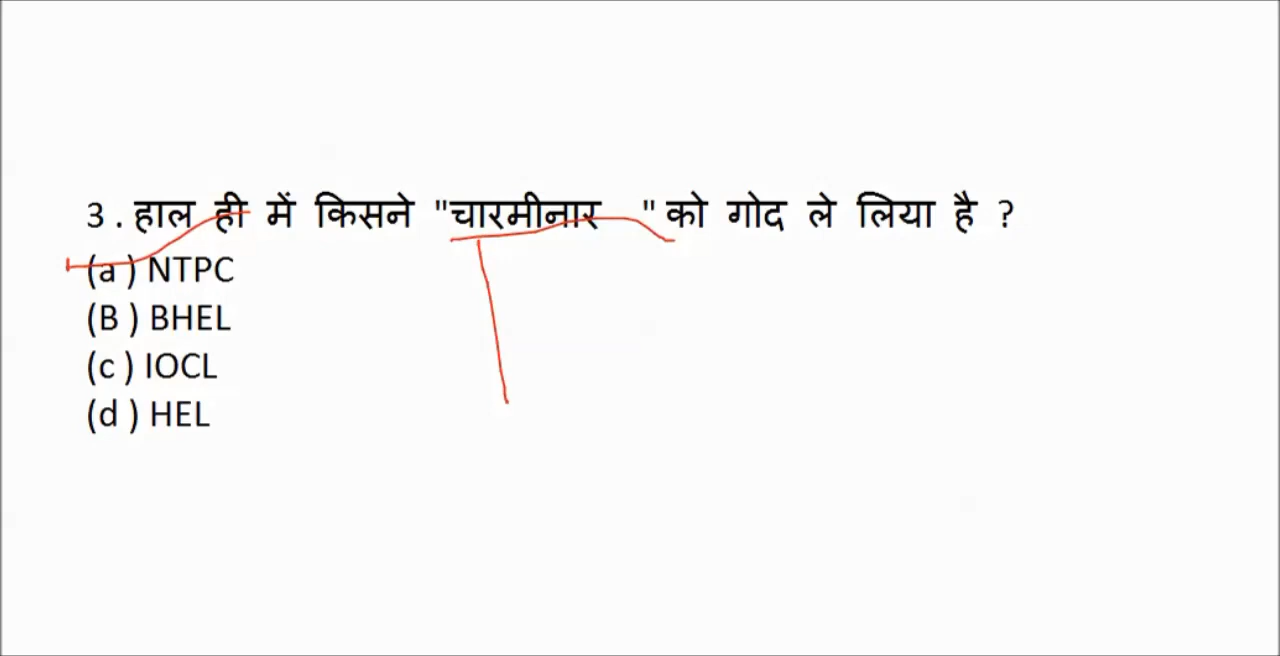 3 . हाल ही में किसने "चारमीनार " को गोद ले लिया है ?
(a ) NTPC
(B ) BHEL
(c ) IOCL
(d ) HEL